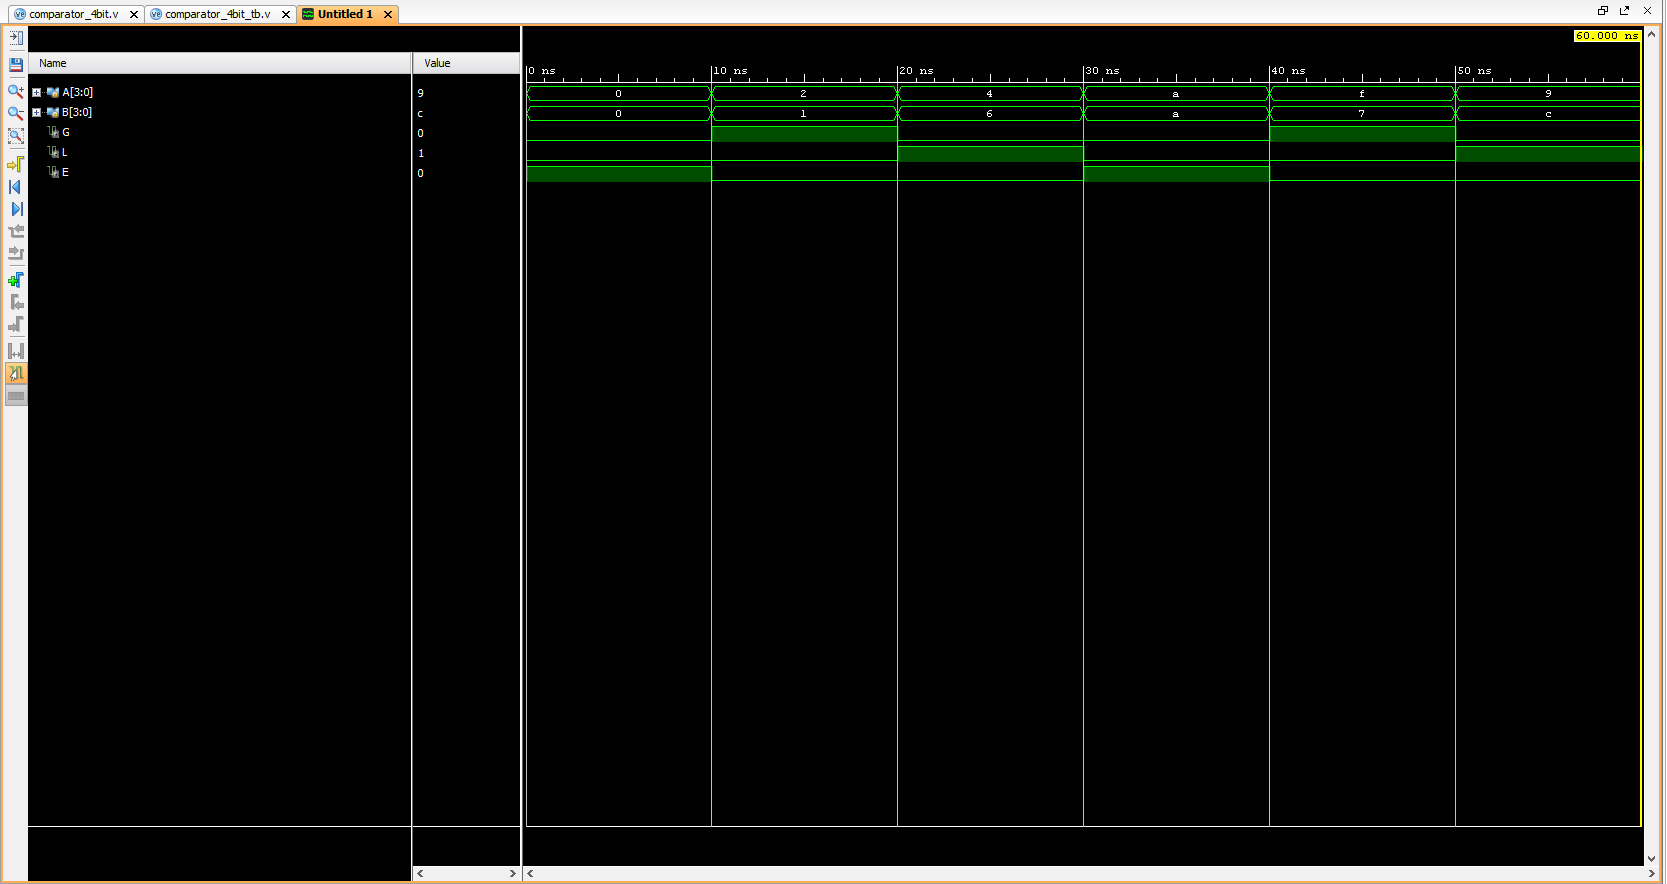 comparator_4bit.v comparator_4bit_tb.v Untitled 1
60.000 ns
Name Value
0 ns 10 ns 20 ns 30 ns 40 ns 50 ns
A[3:0] 9 0 2 4 a f 9
B[3:0] c 0 1 6 a 7 c
G 0
L 1
E 0